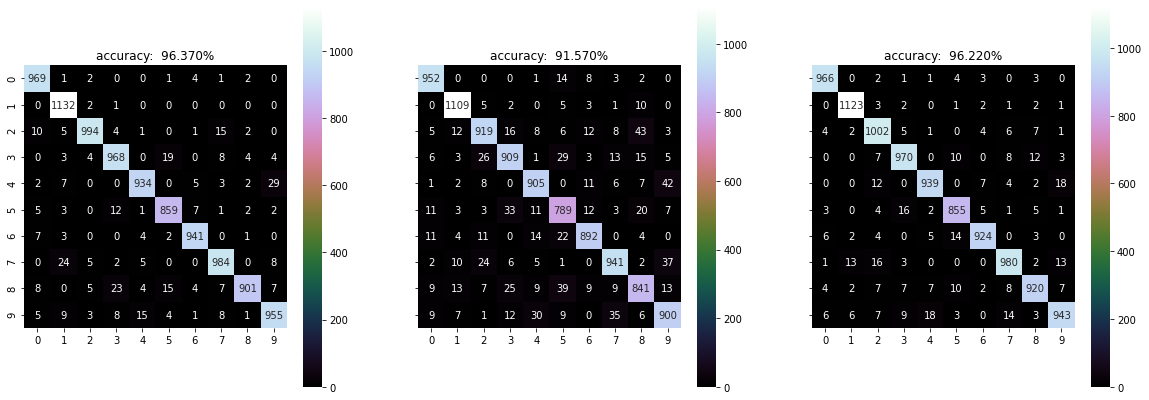 accuracy: 96.370%
0 969 1 2 0 0 1 4 1 2 0
1 0 1132 2 1 0 0 0 0 0 0
2 10 5 994 4 1 0 1 15 2 0
3 0 3 4 968 0 19 0 8 4 4
4 2 7 0 0 934 0 5 3 2 29
5 5 3 0 12 1 859 7 1 2 2
6 7 3 0 0 4 2 941 0 1 0
7 0 24 5 2 5 0 0 984 0 8
8 8 0 5 23 4 15 4 7 901 7
9 5 9 3 8 15 4 1 8 1 955
0 1 2 3 4 5 6 7 8 9
1000
800
600
400
200
0
accuracy: 91.570%
952 0 0 0 1 14 8 3 2 0
0 1109 5 2 0 5 3 1 10 0
5 12 919 16 8 6 12 8 43 3
6 3 26 909 1 29 3 13 15 5
1 2 8 0 905 0 11 6 7 42
11 3 3 33 11 789 12 3 20 7
11 4 11 0 14 22 892 0 4 0
2 10 24 6 5 1 0 941 2 37
9 13 7 25 9 39 9 9 841 13
9 7 1 12 30 9 0 35 6 900
0 1 2 3 4 5 6 7 8 9
1000
800
600
400
200
0
accuracy: 96.220%
966 0 2 1 1 4 3 0 3 0
0 1123 3 2 0 1 2 1 2 1
4 2 1002 5 1 0 4 6 7 1
0 0 7 970 0 10 0 8 12 3
0 0 12 0 939 0 7 4 2 18
3 0 4 16 2 855 5 1 5 1
6 2 4 0 5 14 924 0 3 0
1 13 16 3 0 0 0 980 2 13
4 2 7 7 7 10 2 8 920 7
6 6 7 9 18 3 0 14 3 943
0 1 2 3 4 5 6 7 8 9
1000
800
600
400
200
0